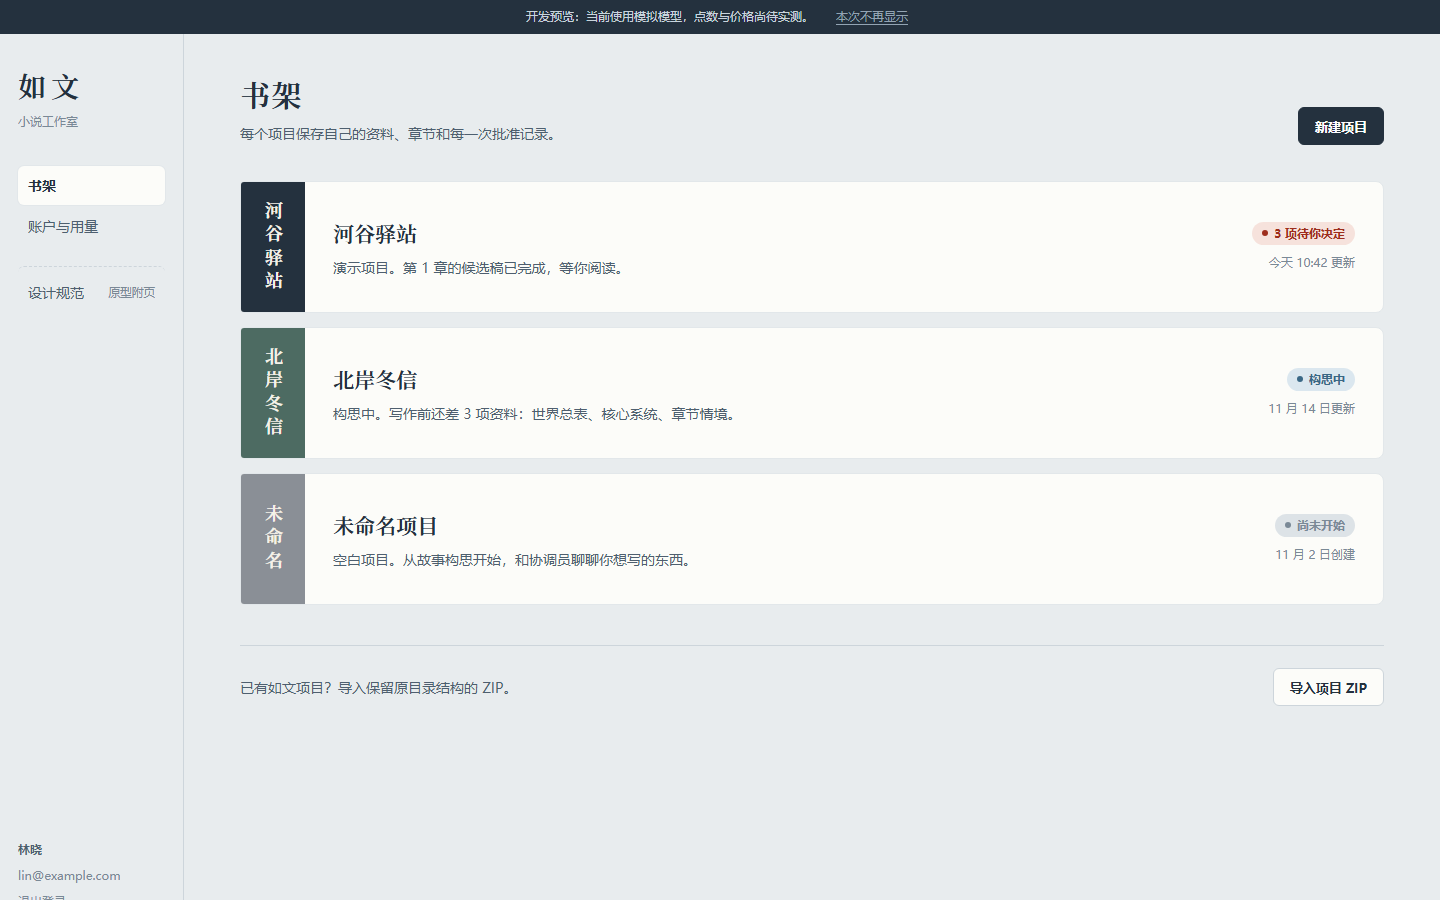 开发预览：当前使用模拟模型，点数与价格尚待实测。 本次不再显示
如文
小说工作室
书架
账户与用量
设计规范 原型附页
林晓
lin@example.com
退出登录
书架
每个项目保存自己的资料、章节和每一次批准记录。
新建项目
河谷驿站
河谷驿站
演示项目。第 1 章的候选稿已完成，等你阅读。
3 项待你决定
今天 10:42 更新
北岸冬信
北岸冬信
构思中。写作前还差 3 项资料：世界总表、核心系统、章节情境。
构思中
11 月 14 日更新
未命名
未命名项目
空白项目。从故事构思开始，和协调员聊聊你想写的东西。
尚未开始
11 月 2 日创建
已有如文项目？导入保留原目录结构的 ZIP。
导入项目 ZIP